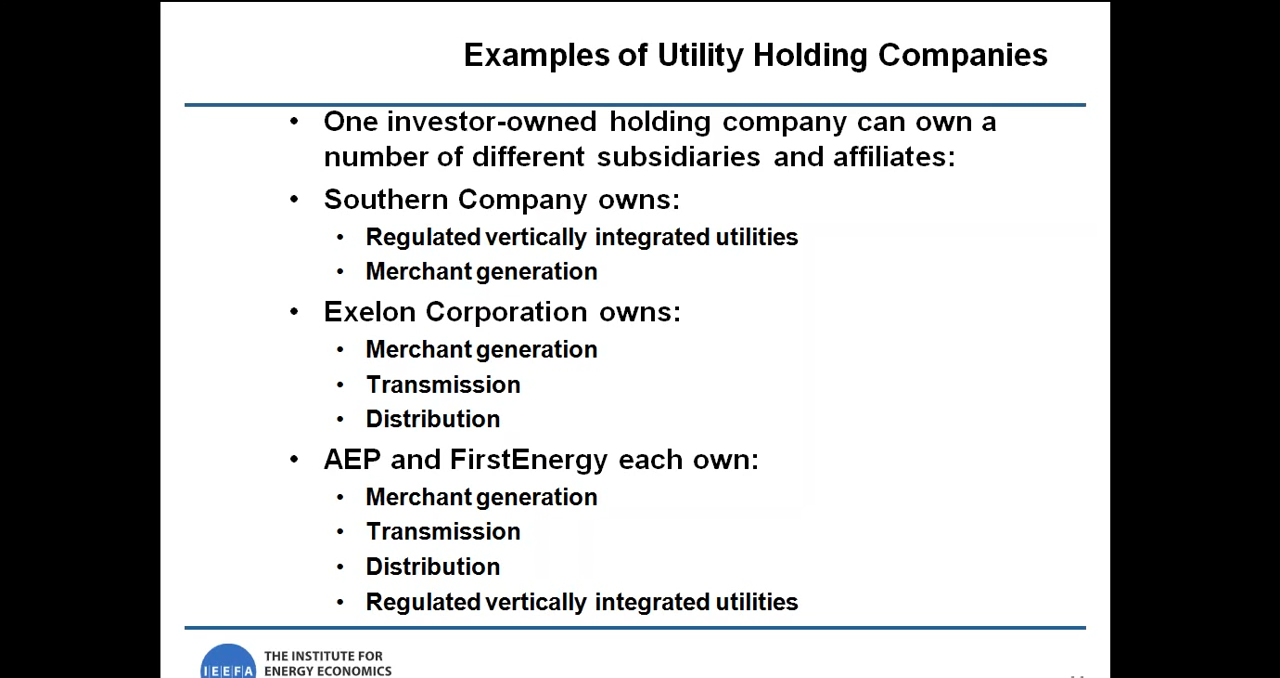 Examples of Utility Holding Companies
• One investor-owned holding company can own a
number of different subsidiaries and affiliates:
• Southern Company owns:
• Regulated vertically integrated utilities
• Merchant generation
• Exelon Corporation owns:
• Merchant generation
• Transmission
• Distribution
• AEP and FirstEnergy each own:
• Merchant generation
• Transmission
• Distribution
• Regulated vertically integrated utilities
IEEFA
THE INSTITUTE FOR
ENERGY ECONOMICS